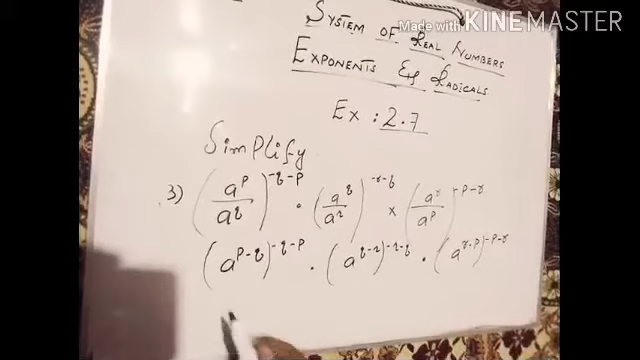 Made with KINEMASTER
SYSTEM OF REAL NUMBERS
EXPONENTS & RADICALS
Ex : 2.7
Simplify
3) (a^p/a^q)^-q-p · (a^q/a^r)^-r-q × (a^r/a^p)^-p-r
(a^p-q)^-q-p · (a^q-r)^-r-q · (a^r-p)^-p-r